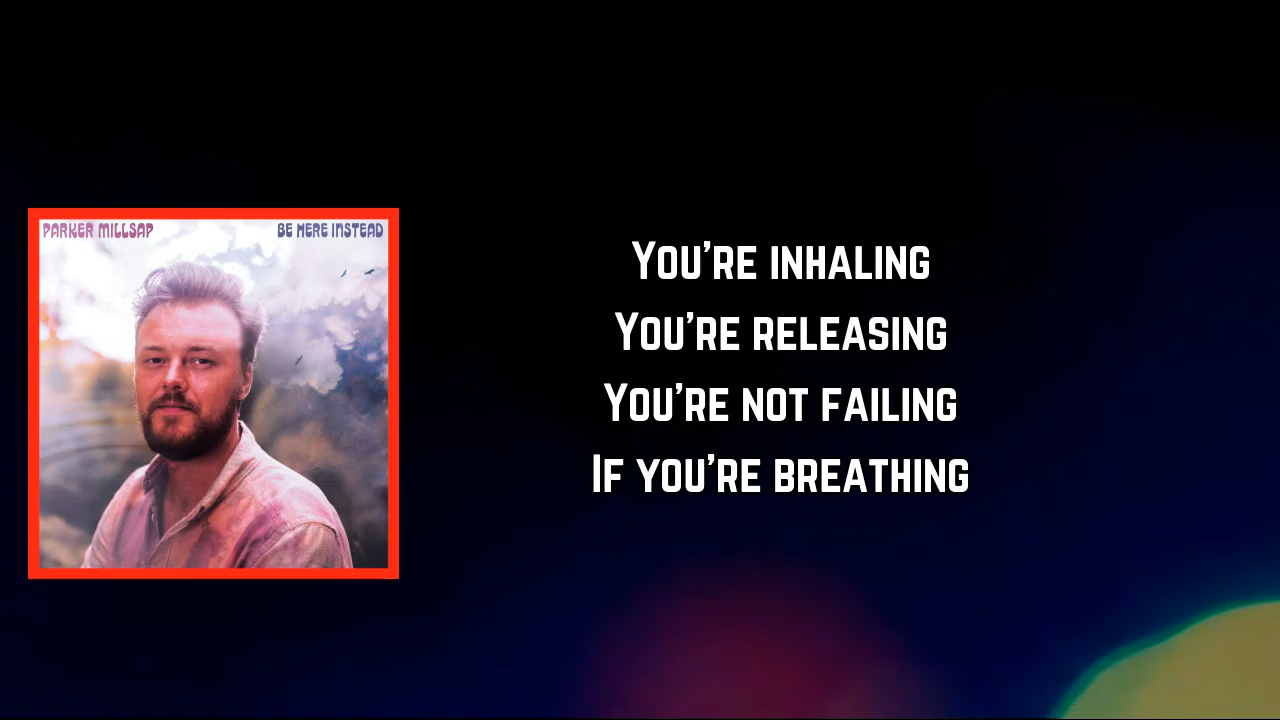 PARKER MILLSAP
BE HERE INSTEAD
You're inhaling
You're releasing
You're not failing
If you're breathing